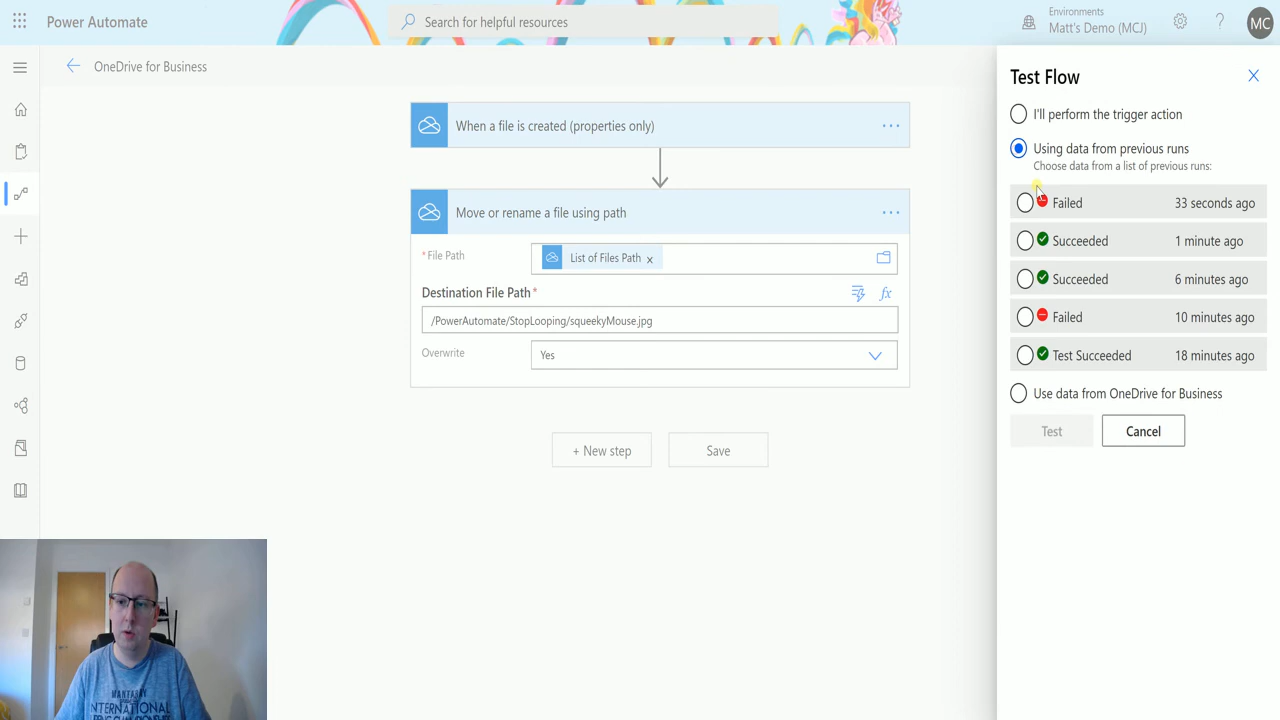 Power Automate
Search for helpful resources
Environments
Matt's Demo (MCJ)
?
MC
OneDrive for Business
When a file is created (properties only)
Move or rename a file using path
* File Path
List of Files Path x
Destination File Path *
fx
/PowerAutomate/StopLooping/squeekyMouse.jpg
Overwrite
Yes
+ New step
Save
Test Flow
I'll perform the trigger action
Using data from previous runs
Choose data from a list of previous runs:
Failed 33 seconds ago
Succeeded 1 minute ago
Succeeded 6 minutes ago
Failed 10 minutes ago
Test Succeeded 18 minutes ago
Use data from OneDrive for Business
Test
Cancel
MANTARAY
INTERNATIONAL